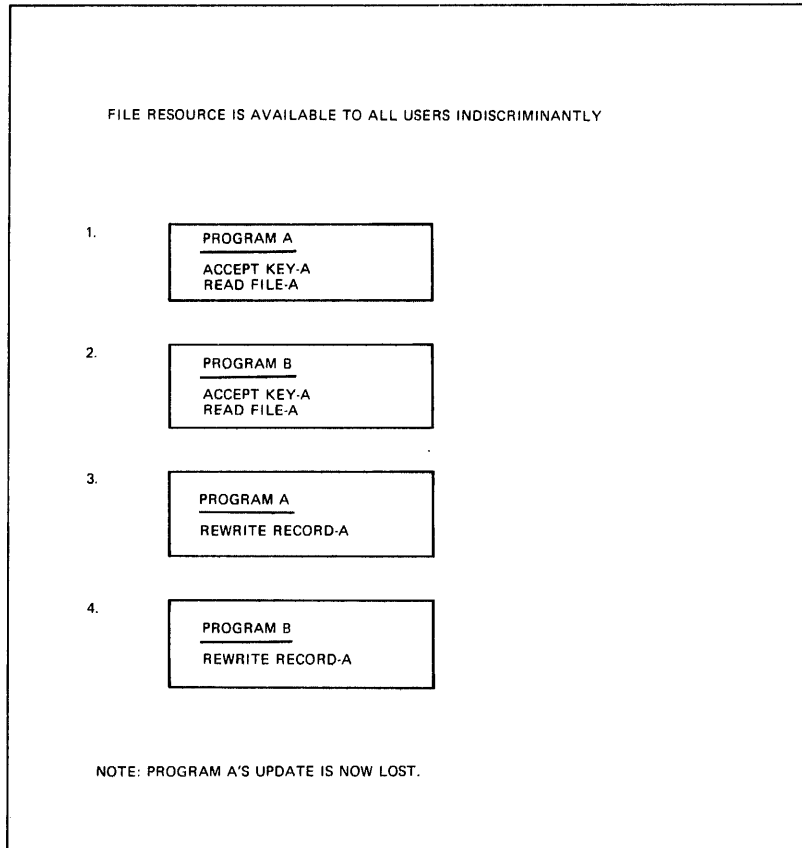 FILE RESOURCE IS AVAILABLE TO ALL USERS INDISCRIMINANTLY
1.
PROGRAM A
ACCEPT KEY-A
READ FILE-A
2.
PROGRAM B
ACCEPT KEY-A
READ FILE-A
3.
PROGRAM A
REWRITE RECORD-A
4.
PROGRAM B
REWRITE RECORD-A
NOTE: PROGRAM A'S UPDATE IS NOW LOST.